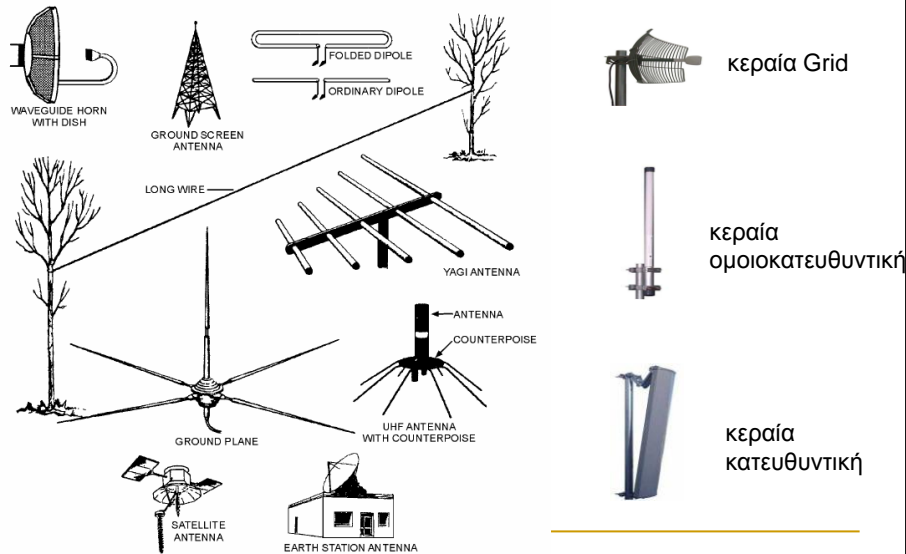 WAVEGUIDE HORN
WITH DISH
GROUND SCREEN
ANTENNA
FOLDED DIPOLE
ORDINARY DIPOLE
LONG WIRE
YAGI ANTENNA
ANTENNA
COUNTERPOISE
UHF ANTENNA
WITH COUNTERPOISE
GROUND PLANE
SATELLITE
ANTENNA
EARTH STATION ANTENNA
κεραία Grid
κεραία
ομοιοκατευθυντική
κεραία
κατευθυντική